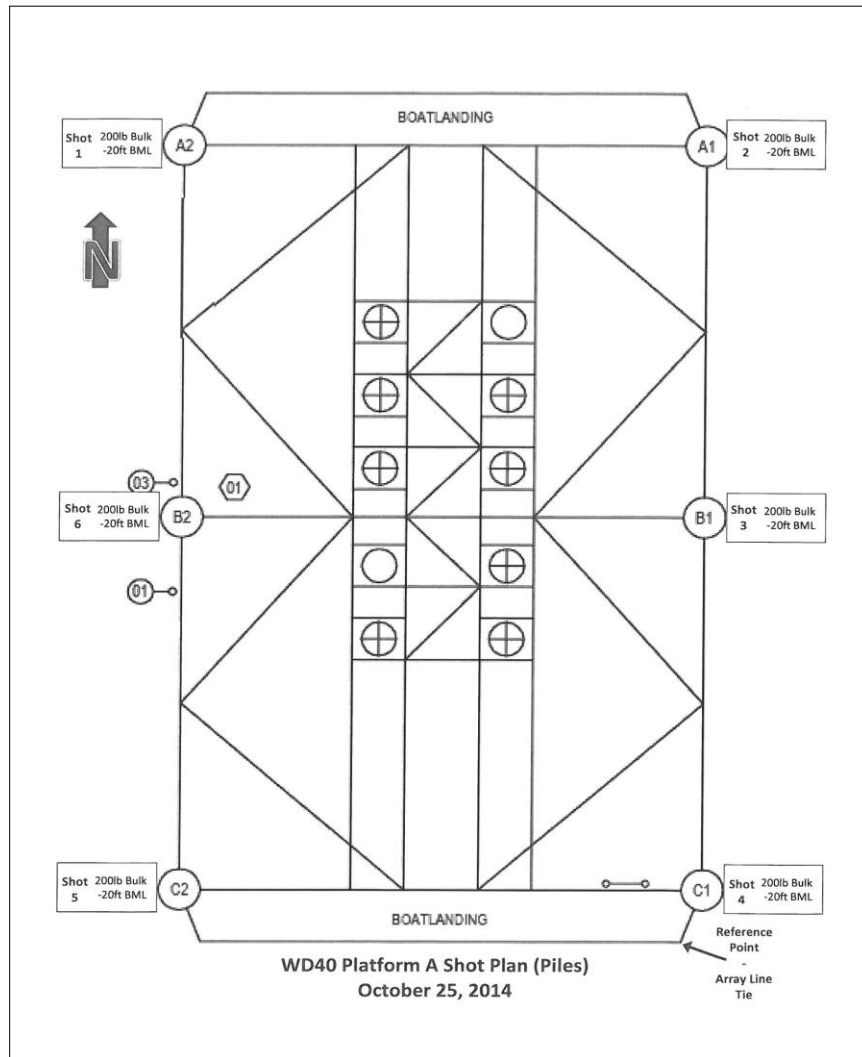 BOATLANDING
Shot 200lb Bulk
1 -20ft BML
A2
A1
Shot 200lb Bulk
2 -20ft BML
N
03
01
Shot 200lb Bulk
6 -20ft BML
B2
B1
Shot 200lb Bulk
3 -20ft BML
01
Shot 200lb Bulk
5 -20ft BML
C2
C1
Shot 200lb Bulk
4 -20ft BML
BOATLANDING
Reference
Point
-
Array Line
Tie
WD40 Platform A Shot Plan (Piles)
October 25, 2014